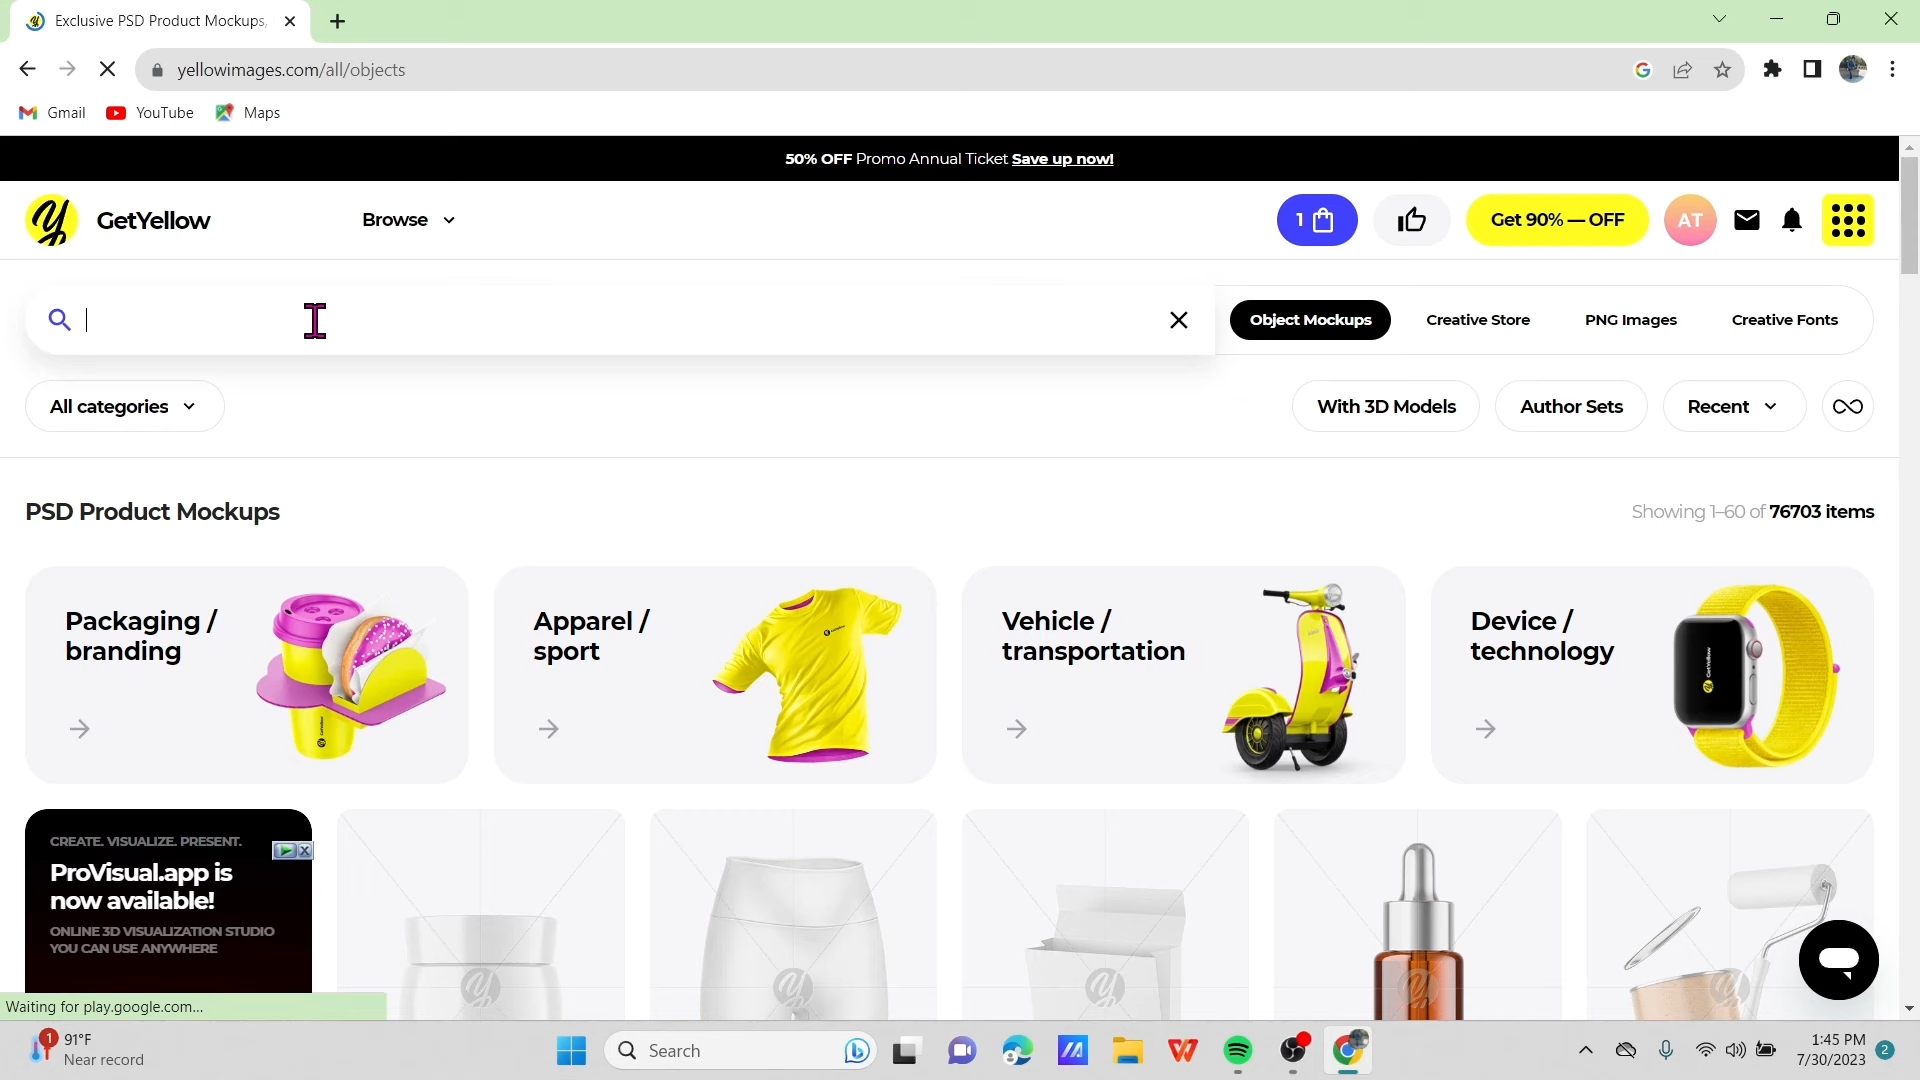 Exclusive PSD Product Mockups,
yellowimages.com/all/objects
Gmail
YouTube
Maps
50% OFF Promo Annual Ticket Save up now!
GetYellow
Browse
1
Get 90% — OFF
AT
Object Mockups
Creative Store
PNG Images
Creative Fonts
All categories
With 3D Models
Author Sets
Recent
PSD Product Mockups
Showing 1–60 of 76703 items
Packaging /
branding
Apparel /
sport
Vehicle /
transportation
Device /
technology
CREATE. VISUALIZE. PRESENT.
ProVisual.app is
now available!
ONLINE 3D VISUALIZATION STUDIO
YOU CAN USE ANYWHERE
Waiting for play.google.com...
1
91°F
Near record
Search
1:45 PM
7/30/2023
2